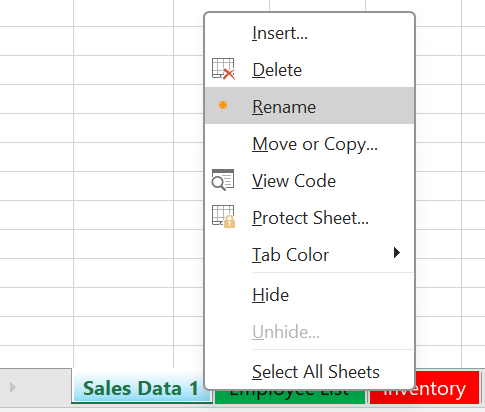 Insert...
Delete
Rename
Move or Copy...
View Code
Protect Sheet...
Tab Color
Hide
Unhide...
Select All Sheets
Sales Data 1 Employee List Inventory